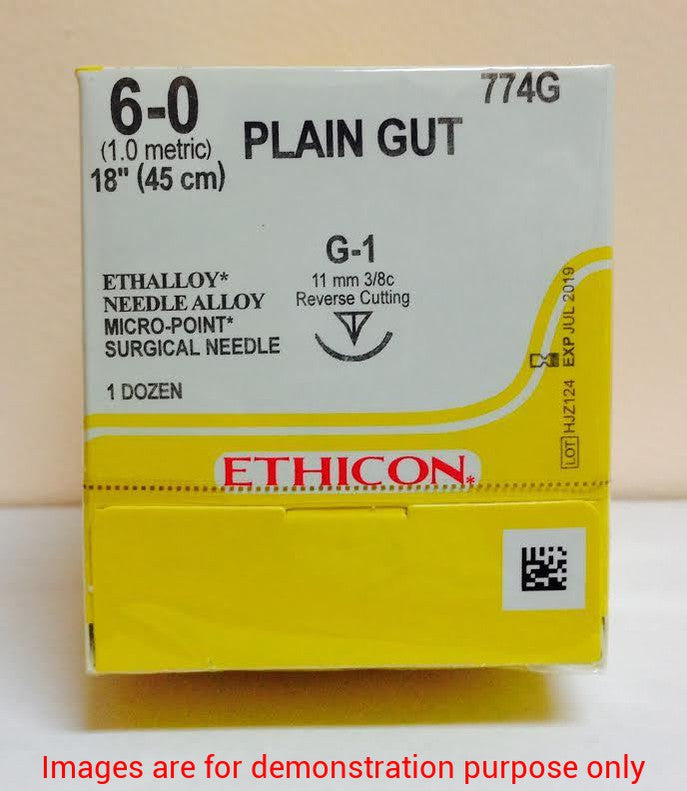 6-0
(1.0 metric)
18" (45 cm)
PLAIN GUT
774G
G-1
11 mm 3/8c
Reverse Cutting
ETHALLOY*
NEEDLE ALLOY
MICRO-POINT*
SURGICAL NEEDLE
1 DOZEN
LOT HJZ124 EXP JUL 2019
ETHICON*
Images are for demonstration purpose only